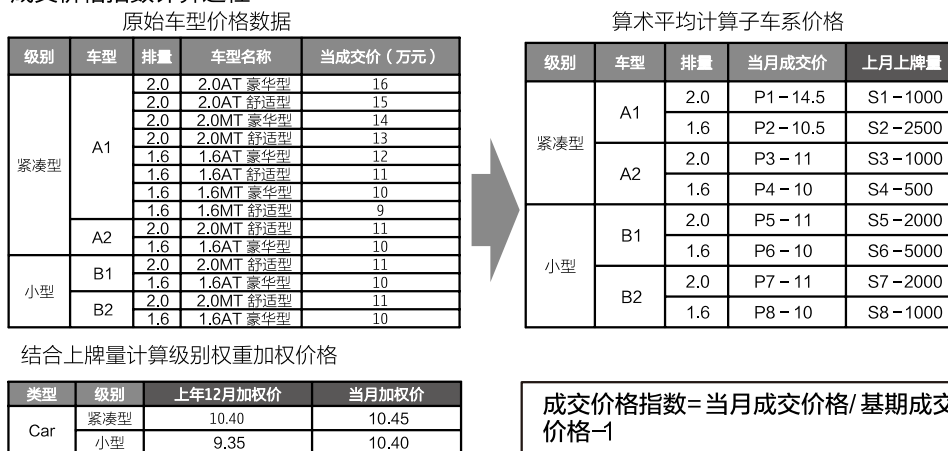 原始车型价格数据
级别 车型 排量 车型名称 当成交价（万元）
紧凑型 A1 2.0 2.0AT 豪华型 16
2.0 2.0AT 舒适型 15
2.0 2.0MT 豪华型 14
2.0 2.0MT 舒适型 13
1.6 1.6AT 豪华型 12
1.6 1.6AT 舒适型 11
1.6 1.6MT 豪华型 10
1.6 1.6MT 舒适型 9
A2 2.0 2.0MT 舒适型 11
1.6 1.6AT 豪华型 10
小型 B1 2.0 2.0MT 舒适型 11
1.6 1.6AT 豪华型 10
B2 2.0 2.0MT 舒适型 11
1.6 1.6AT 豪华型 10
算术平均计算子车系价格
级别 车型 排量 当月成交价 上月上牌量
紧凑型 A1 2.0 P1-14.5 S1-1000
1.6 P2-10.5 S2-2500
A2 2.0 P3-11 S3-1000
1.6 P4-10 S4-500
小型 B1 2.0 P5-11 S5-2000
1.6 P6-10 S6-5000
B2 2.0 P7-11 S7-2000
1.6 P8-10 S8-1000
结合上牌量计算级别权重加权价格
类型 级别 上年12月加权价 当月加权价
Car 紧凑型 10.40 10.45
小型 9.35 10.40
成交价格指数=当月成交价格/基期成交
价格-1